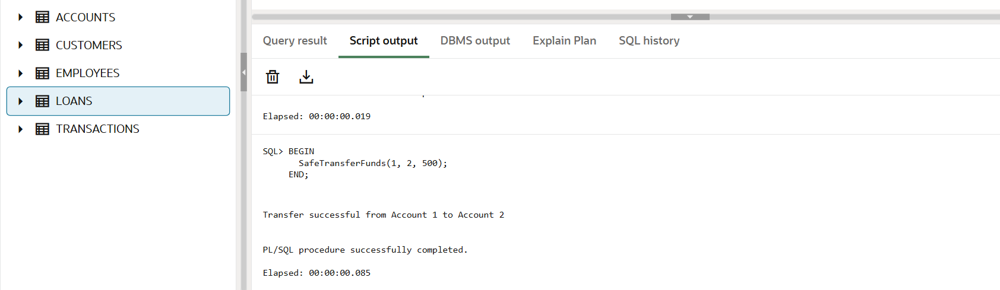 ACCOUNTS
CUSTOMERS
EMPLOYEES
LOANS
TRANSACTIONS
Query result Script output DBMS output Explain Plan SQL history
Elapsed: 00:00:00.019
SQL> BEGIN
SafeTransferFunds(1, 2, 500);
END;
Transfer successful from Account 1 to Account 2
PL/SQL procedure successfully completed.
Elapsed: 00:00:00.085